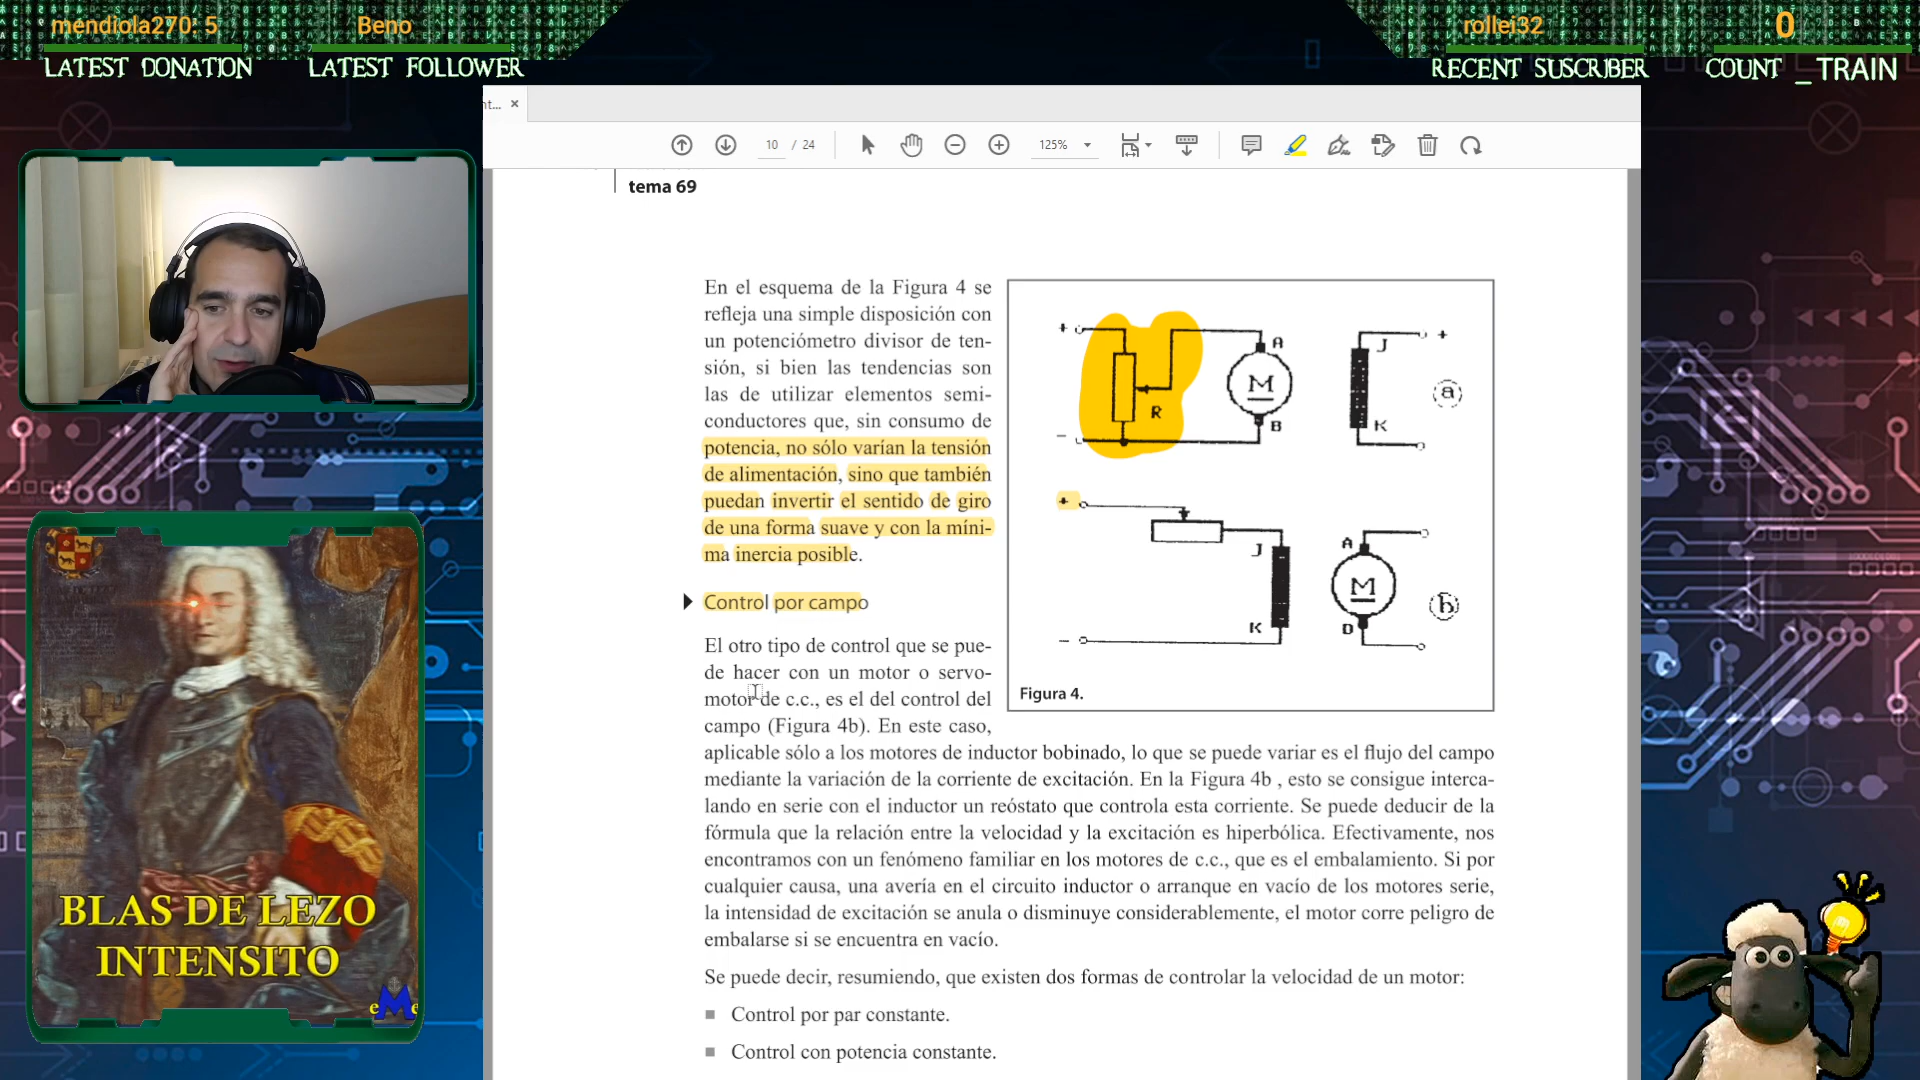 mendiola270: 5
Beno
rollei32
0
LATEST DONATION
LATEST FOLLOWER
RECENT SUSCRIBER
COUNT _TRAIN
nt... ×
10 / 24
125%
tema 69
En el esquema de la Figura 4 se
refleja una simple disposición con
un potenciómetro divisor de ten-
sión, si bien las tendencias son
las de utilizar elementos semi-
conductores que, sin consumo de
potencia, no sólo varían la tensión
de alimentación, sino que también
puedan invertir el sentido de giro
de una forma suave y con la míni-
ma inercia posible.
+
R
−
A
M
B
J
K
+
a
+
−
J
K
A
M
D
b
Figura 4.
Control por campo
El otro tipo de control que se pue-
de hacer con un motor o servo-
motor de c.c., es el del control del
campo (Figura 4b). En este caso,
aplicable sólo a los motores de inductor bobinado, lo que se puede variar es el flujo del campo
mediante la variación de la corriente de excitación. En la Figura 4b , esto se consigue interca-
lando en serie con el inductor un reóstato que controla esta corriente. Se puede deducir de la
fórmula que la relación entre la velocidad y la excitación es hiperbólica. Efectivamente, nos
encontramos con un fenómeno familiar en los motores de c.c., que es el embalamiento. Si por
cualquier causa, una avería en el circuito inductor o arranque en vacío de los motores serie,
la intensidad de excitación se anula o disminuye considerablemente, el motor corre peligro de
embalarse si se encuentra en vacío.
Se puede decir, resumiendo, que existen dos formas de controlar la velocidad de un motor:
■ Control por par constante.
■ Control con potencia constante.
BLAS DE LEZO
INTENSITO
eMe